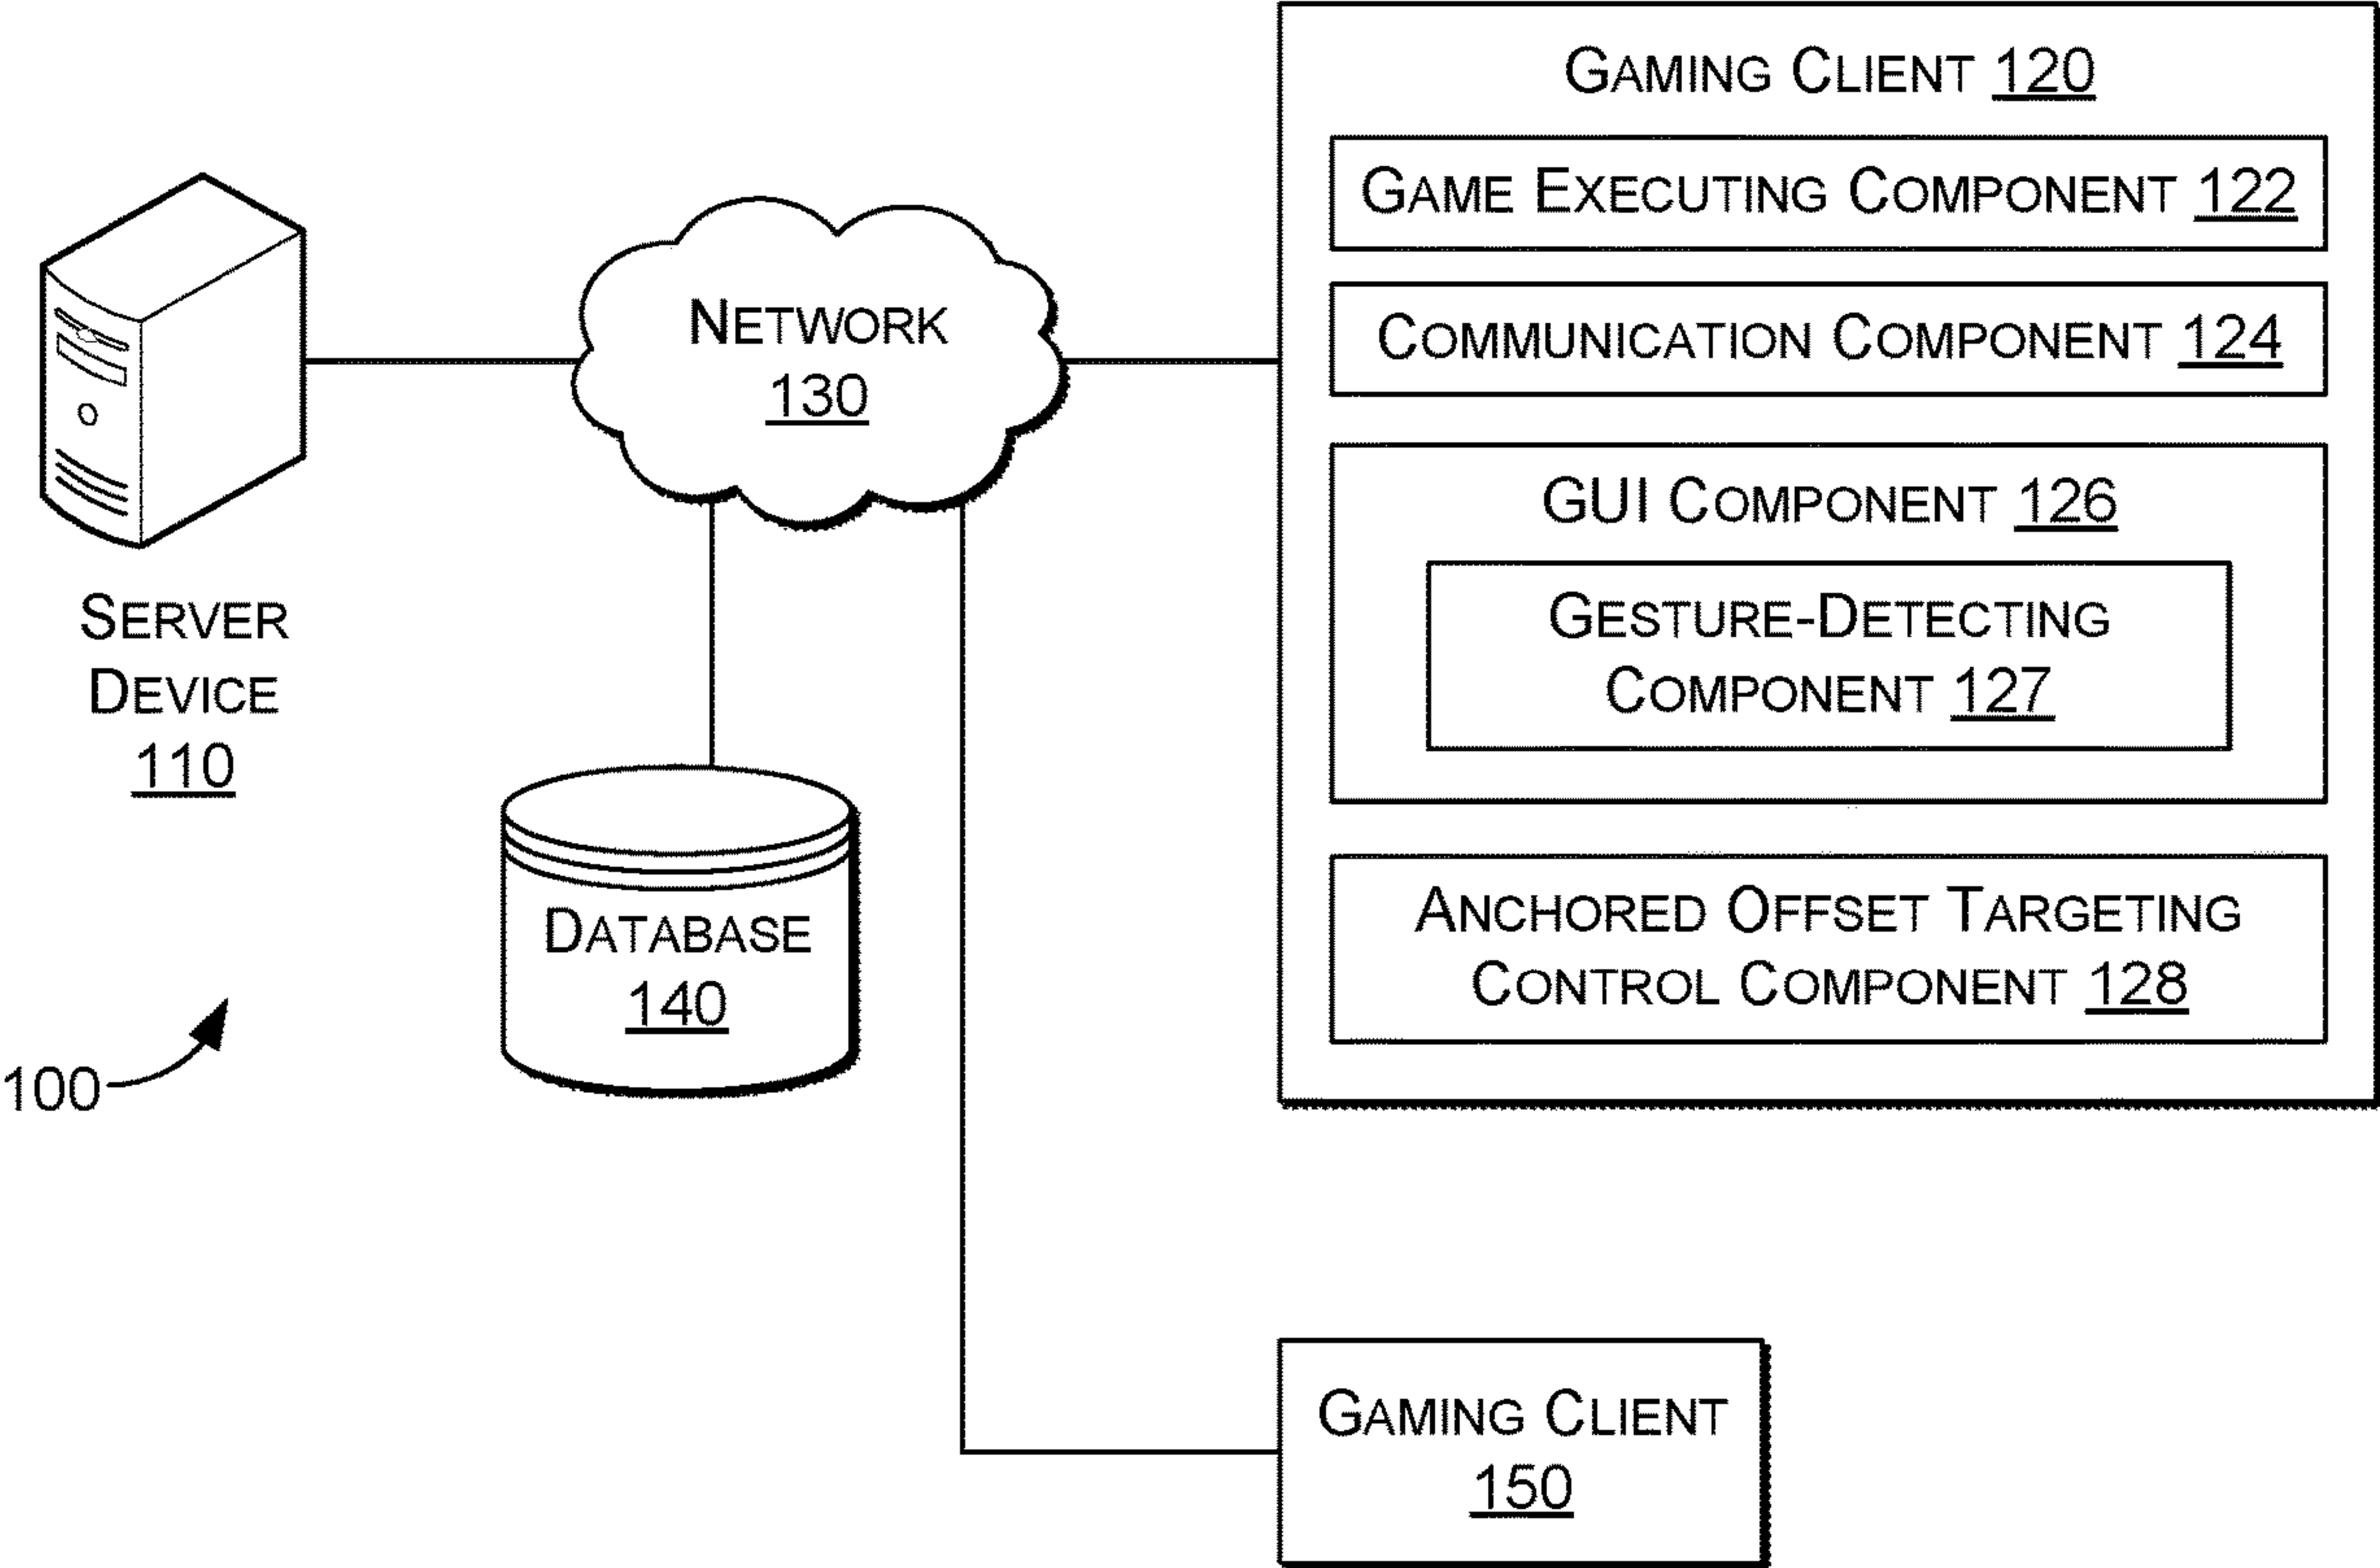 GAMING CLIENT 120
GAME EXECUTING COMPONENT 122
COMMUNICATION COMPONENT 124
GUI COMPONENT 126
GESTURE-DETECTING
COMPONENT 127
ANCHORED OFFSET TARGETING
CONTROL COMPONENT 128
NETWORK
130
SERVER
DEVICE
110
DATABASE
140
100
GAMING CLIENT
150